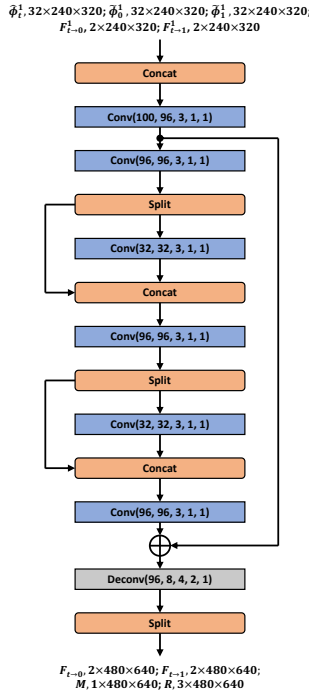 ϕ̃ₜ¹, 32×240×320; ϕ̃₀¹, 32×240×320; ϕ̃₁¹, 32×240×320;
F¹ₜ→₀, 2×240×320; F¹ₜ→₁, 2×240×320
Concat
Conv(100, 96, 3, 1, 1)
Conv(96, 96, 3, 1, 1)
Split
Conv(32, 32, 3, 1, 1)
Concat
Conv(96, 96, 3, 1, 1)
Split
Conv(32, 32, 3, 1, 1)
Concat
Conv(96, 96, 3, 1, 1)
Deconv(96, 8, 4, 2, 1)
Split
Fₜ→₀, 2×480×640; Fₜ→₁, 2×480×640;
M, 1×480×640; R, 3×480×640